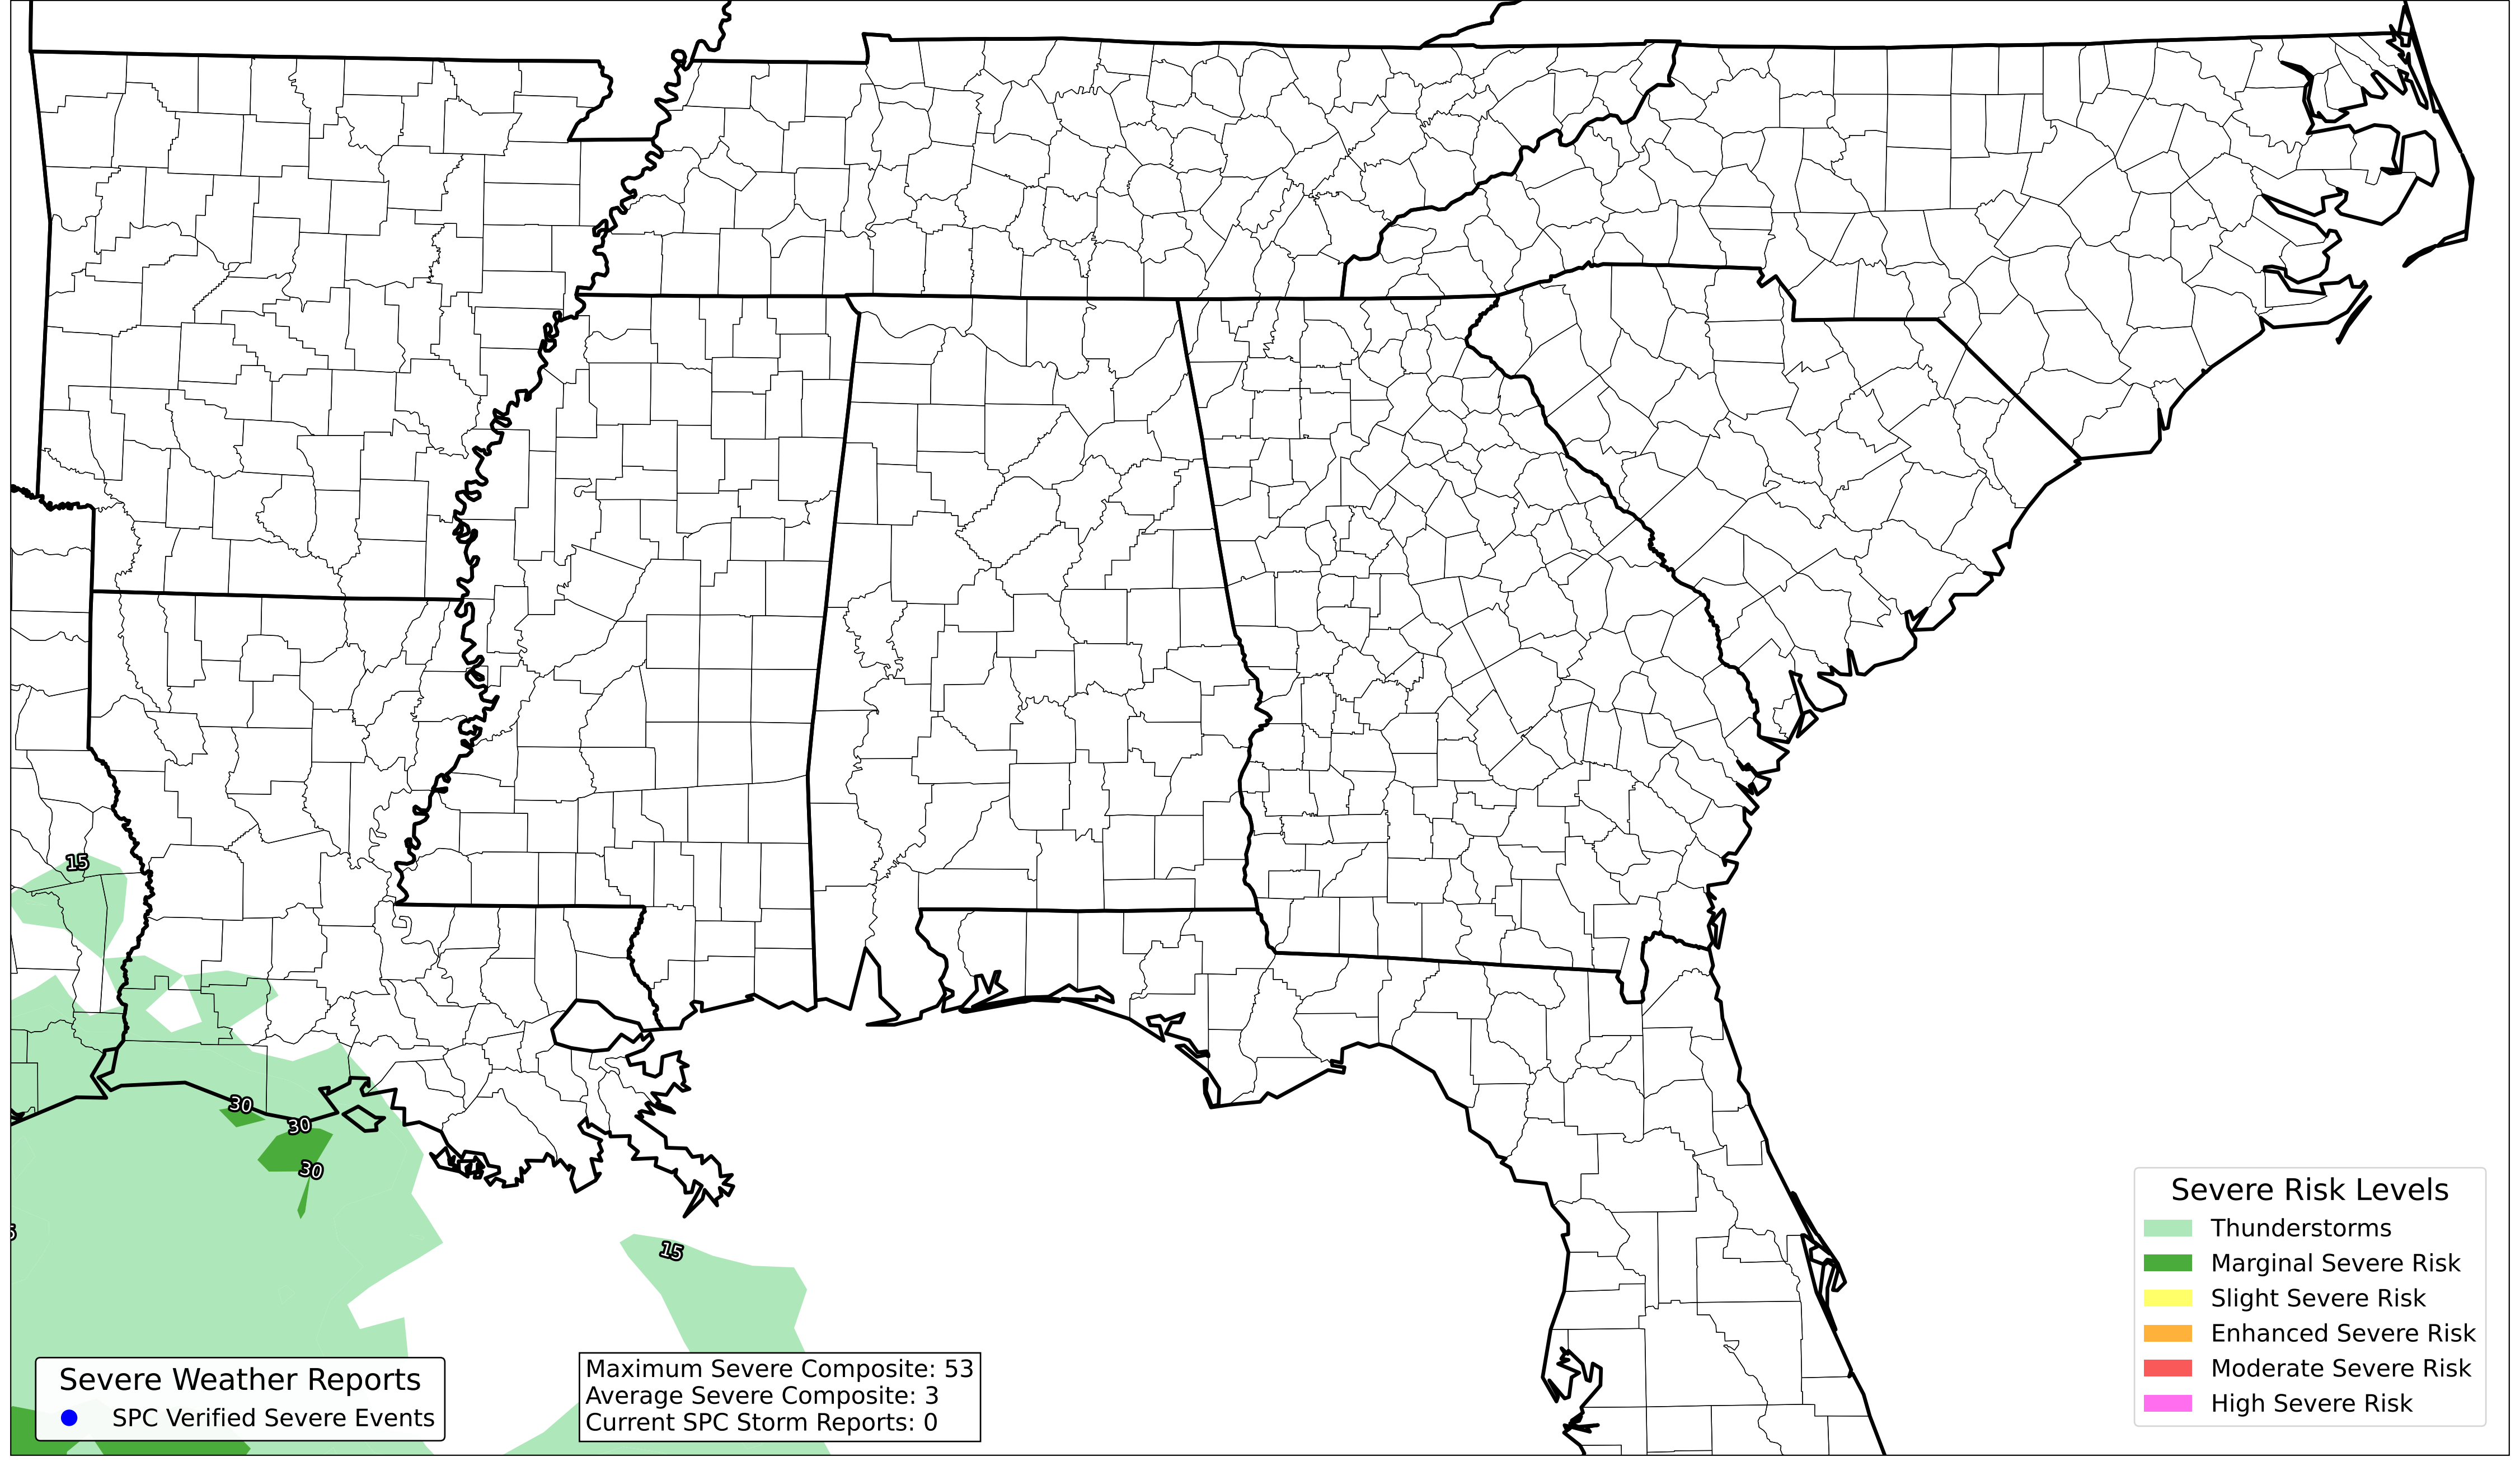 15
30
30
30
15
Severe Weather Reports
SPC Verified Severe Events
Maximum Severe Composite: 53
Average Severe Composite: 3
Current SPC Storm Reports: 0
Severe Risk Levels
Thunderstorms
Marginal Severe Risk
Slight Severe Risk
Enhanced Severe Risk
Moderate Severe Risk
High Severe Risk